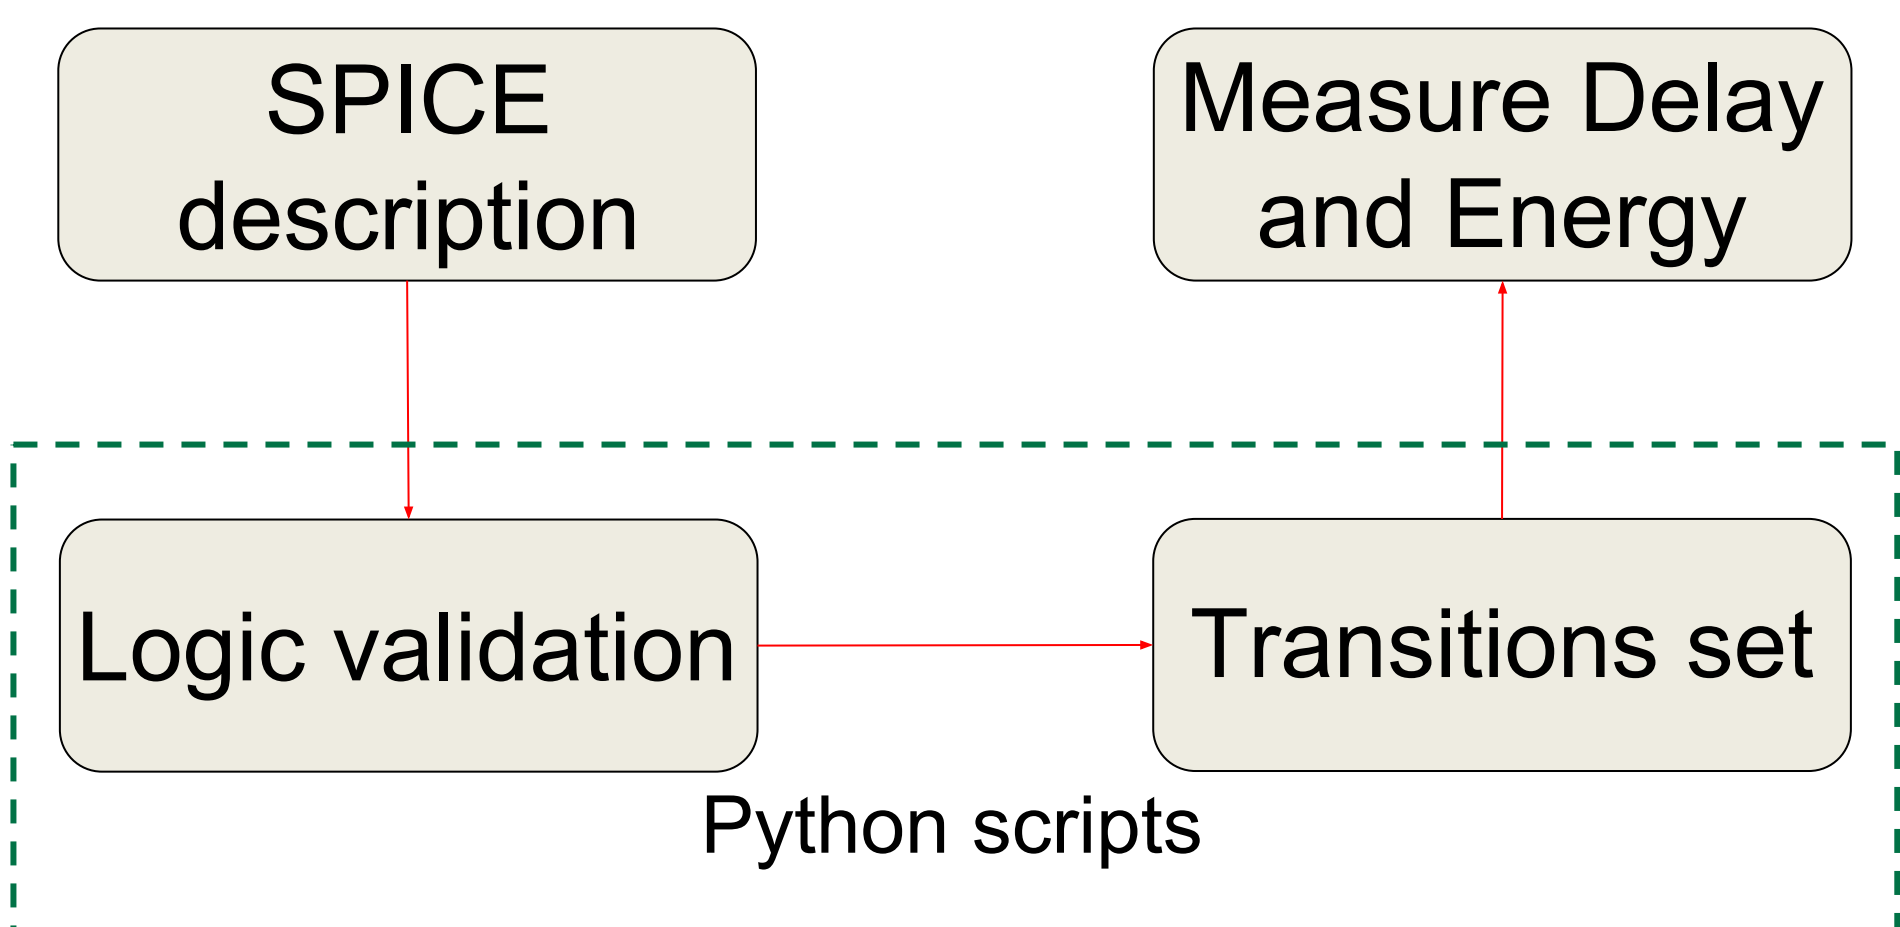 SPICE
description
Measure Delay
and Energy
Logic validation
Transitions set
Python scripts